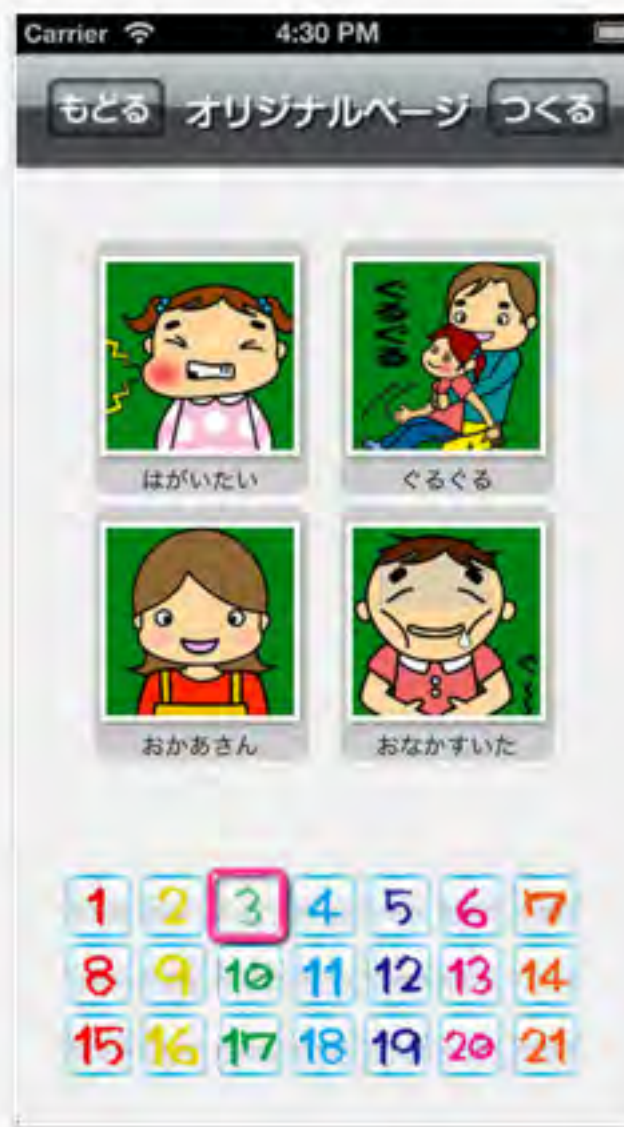 Carrier 4:30 PM
もどる オリジナルページ つくる
はがいたい ぐるぐる
おかあさん おなかすいた
1 2 3 4 5 6 7
8 9 10 11 12 13 14
15 16 17 18 19 20 21